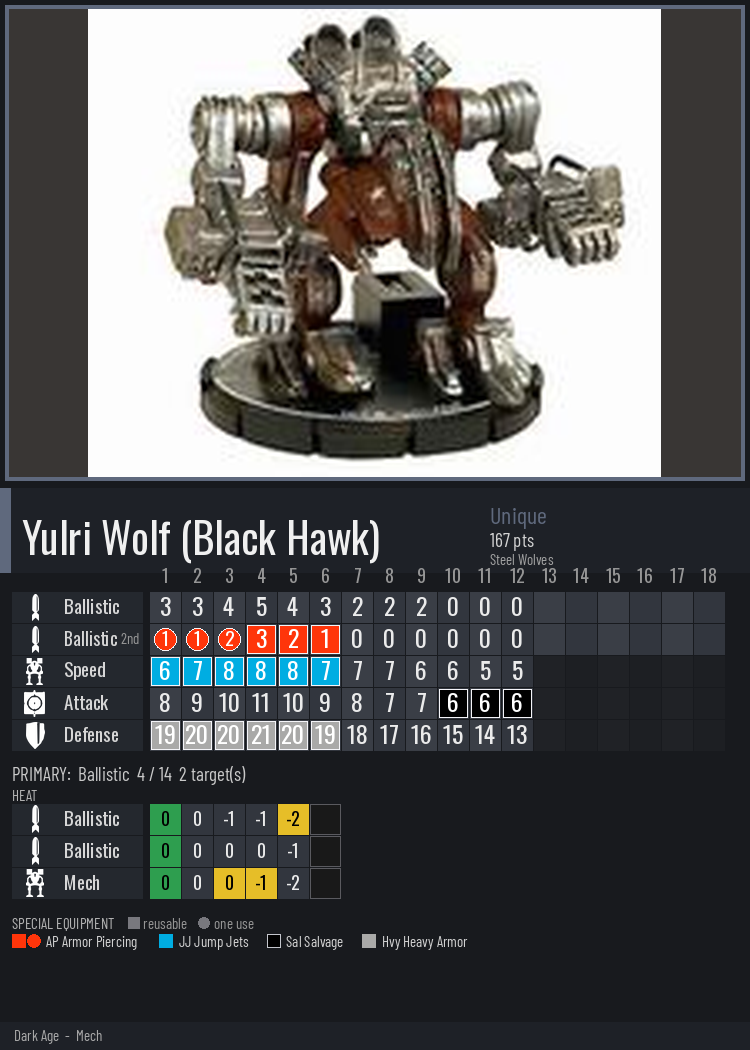 Yulri Wolf (Black Hawk)
Unique
167 pts
Steel Wolves
1 2 3 4 5 6 7 8 9 10 11 12 13 14 15 16 17 18
Ballistic 3 3 4 5 4 3 2 2 2 0 0 0
Ballistic 2nd 1 1 2 3 2 1 0 0 0 0 0 0
Speed 6 7 8 8 8 7 7 7 6 6 5 5
Attack 8 9 10 11 10 9 8 7 7 6 6 6
Defense 19 20 20 21 20 19 18 17 16 15 14 13
PRIMARY: Ballistic 4 / 14 2 target(s)
HEAT
Ballistic 0 0 -1 -1 -2
Ballistic 0 0 0 0 -1
Mech 0 0 0 -1 -2
SPECIAL EQUIPMENT reusable one use
AP Armor Piercing JJ Jump Jets Sal Salvage Hvy Heavy Armor
Dark Age - Mech